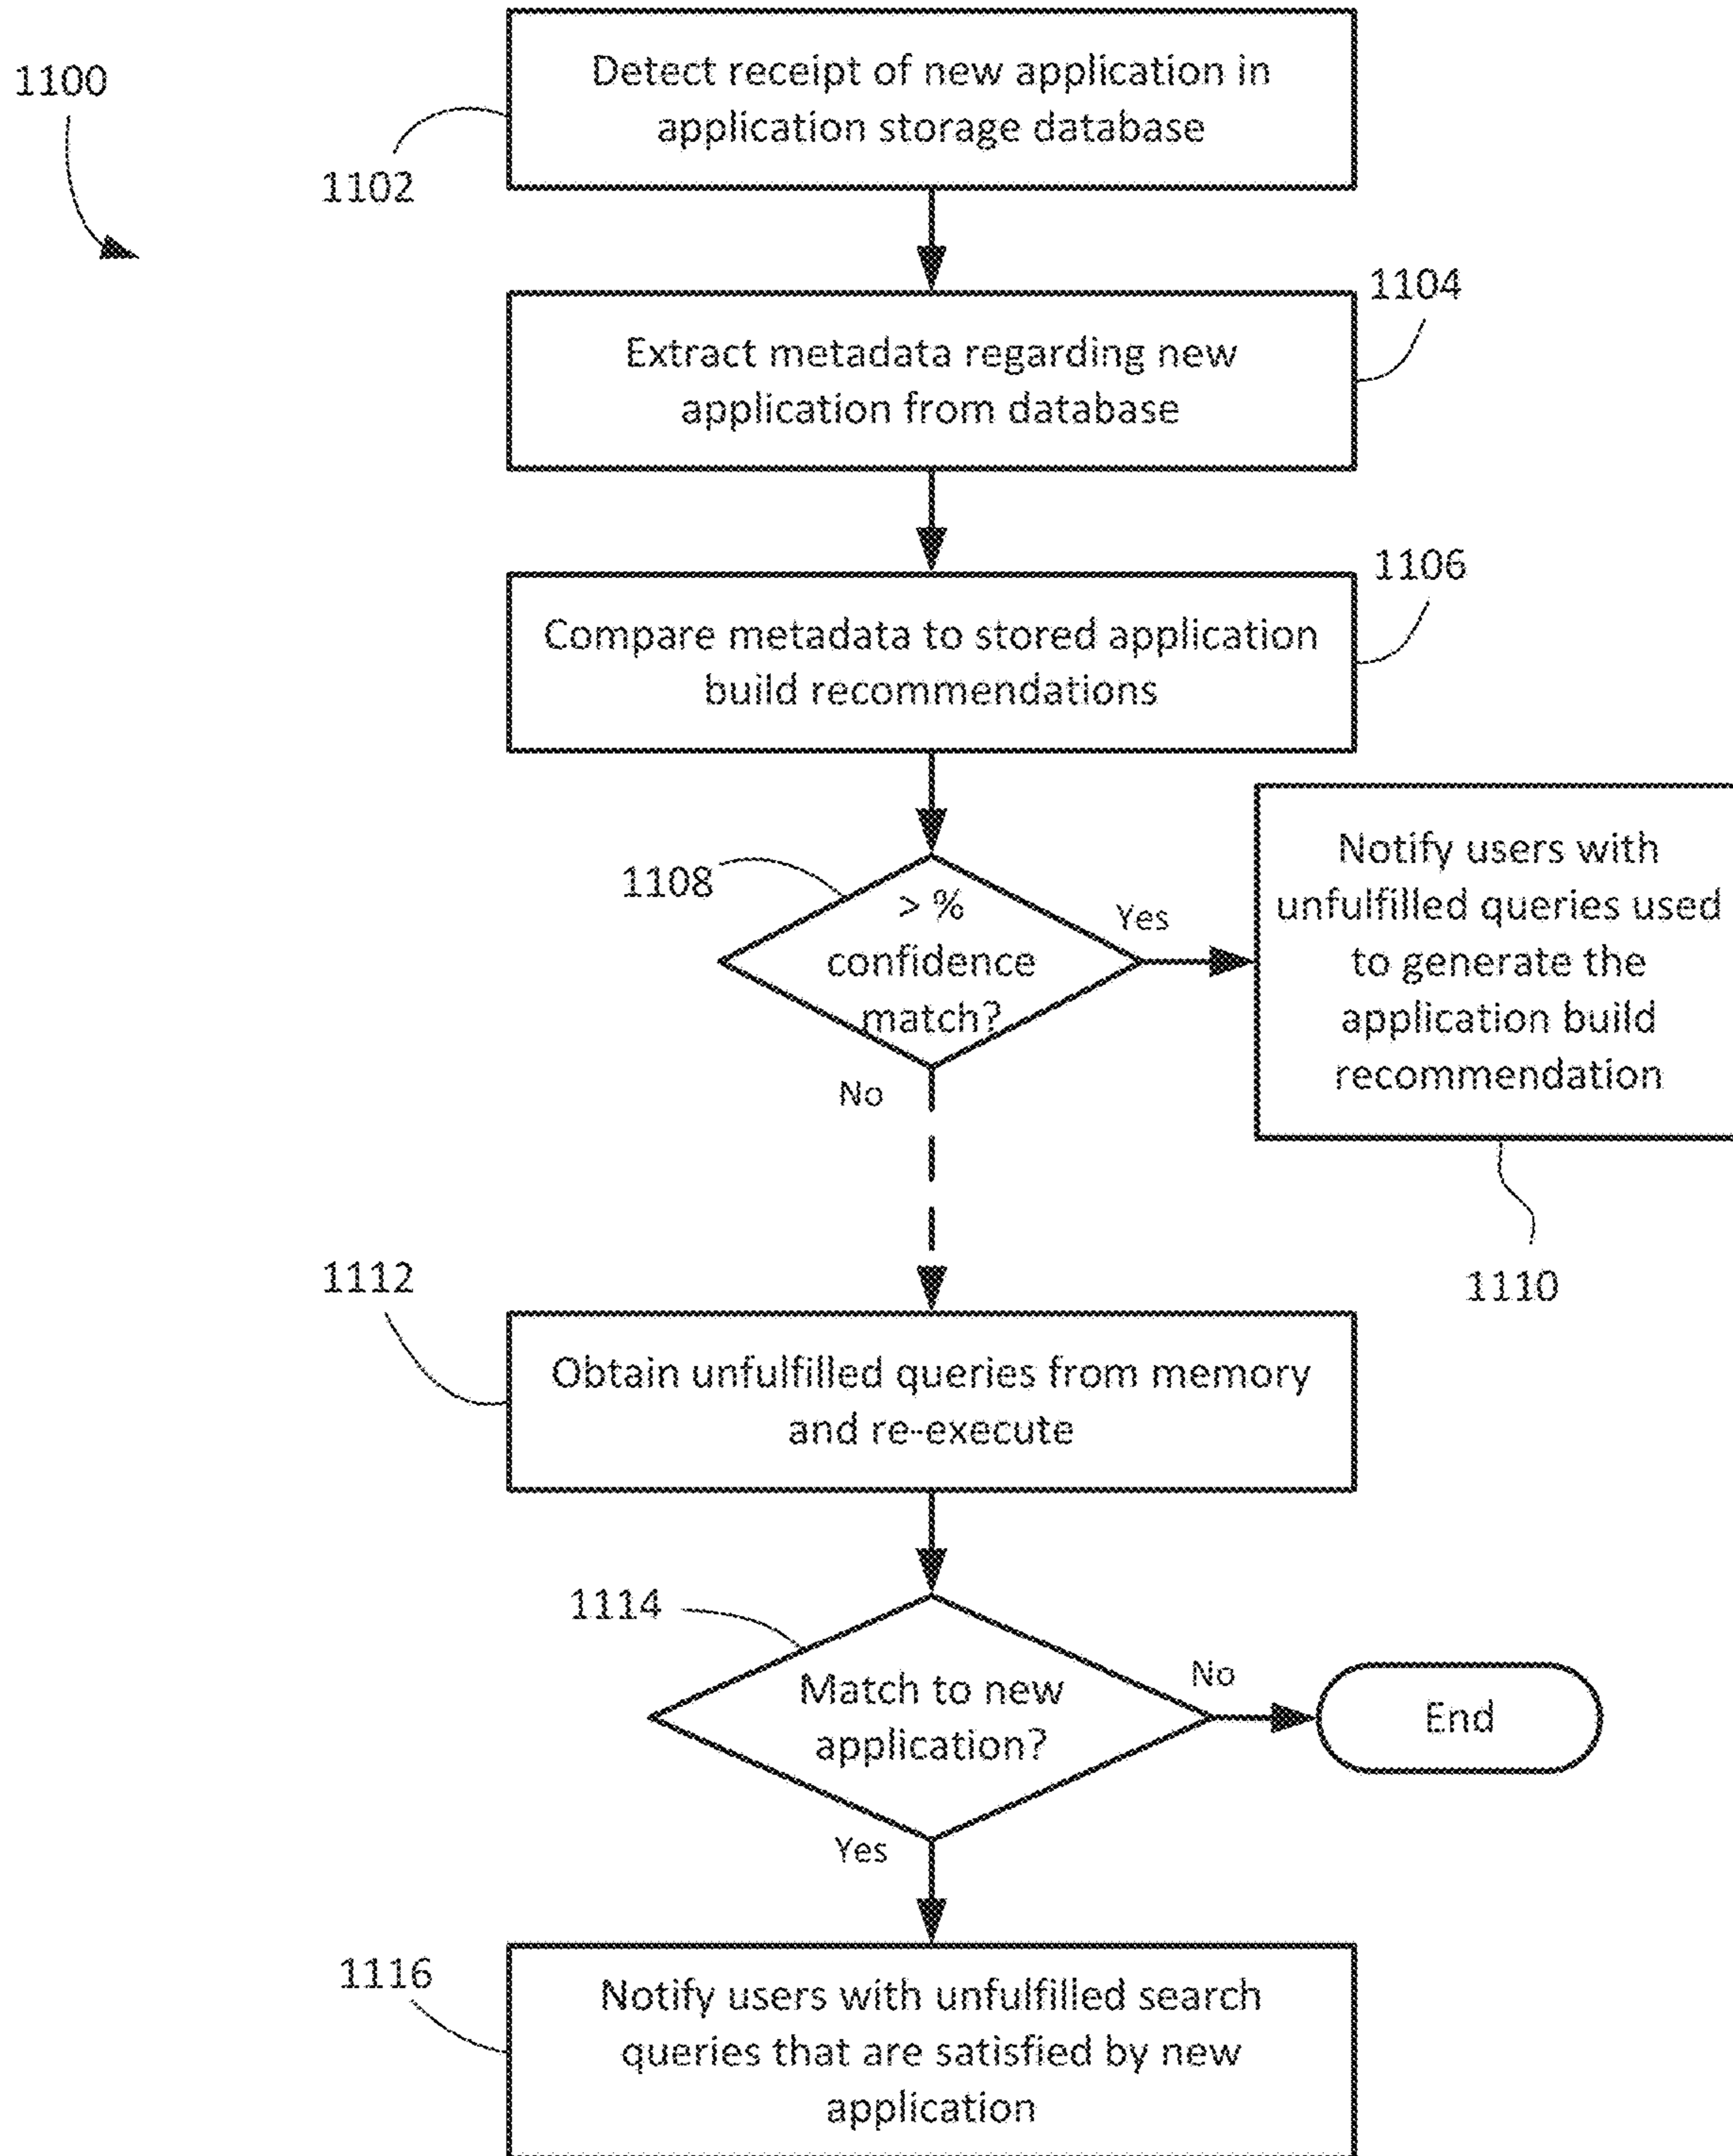 1100
Detect receipt of new application in
application storage database
1102
1104
Extract metadata regarding new
application from database
1106
Compare metadata to stored application
build recommendations
1108
> %
confidence
match?
Yes
No
Notify users with
unfulfilled queries used
to generate the
application build
recommendation
1110
1112
Obtain unfulfilled queries from memory
and re-execute
1114
Match to new
application?
No
End
Yes
1116
Notify users with unfulfilled search
queries that are satisfied by new
application